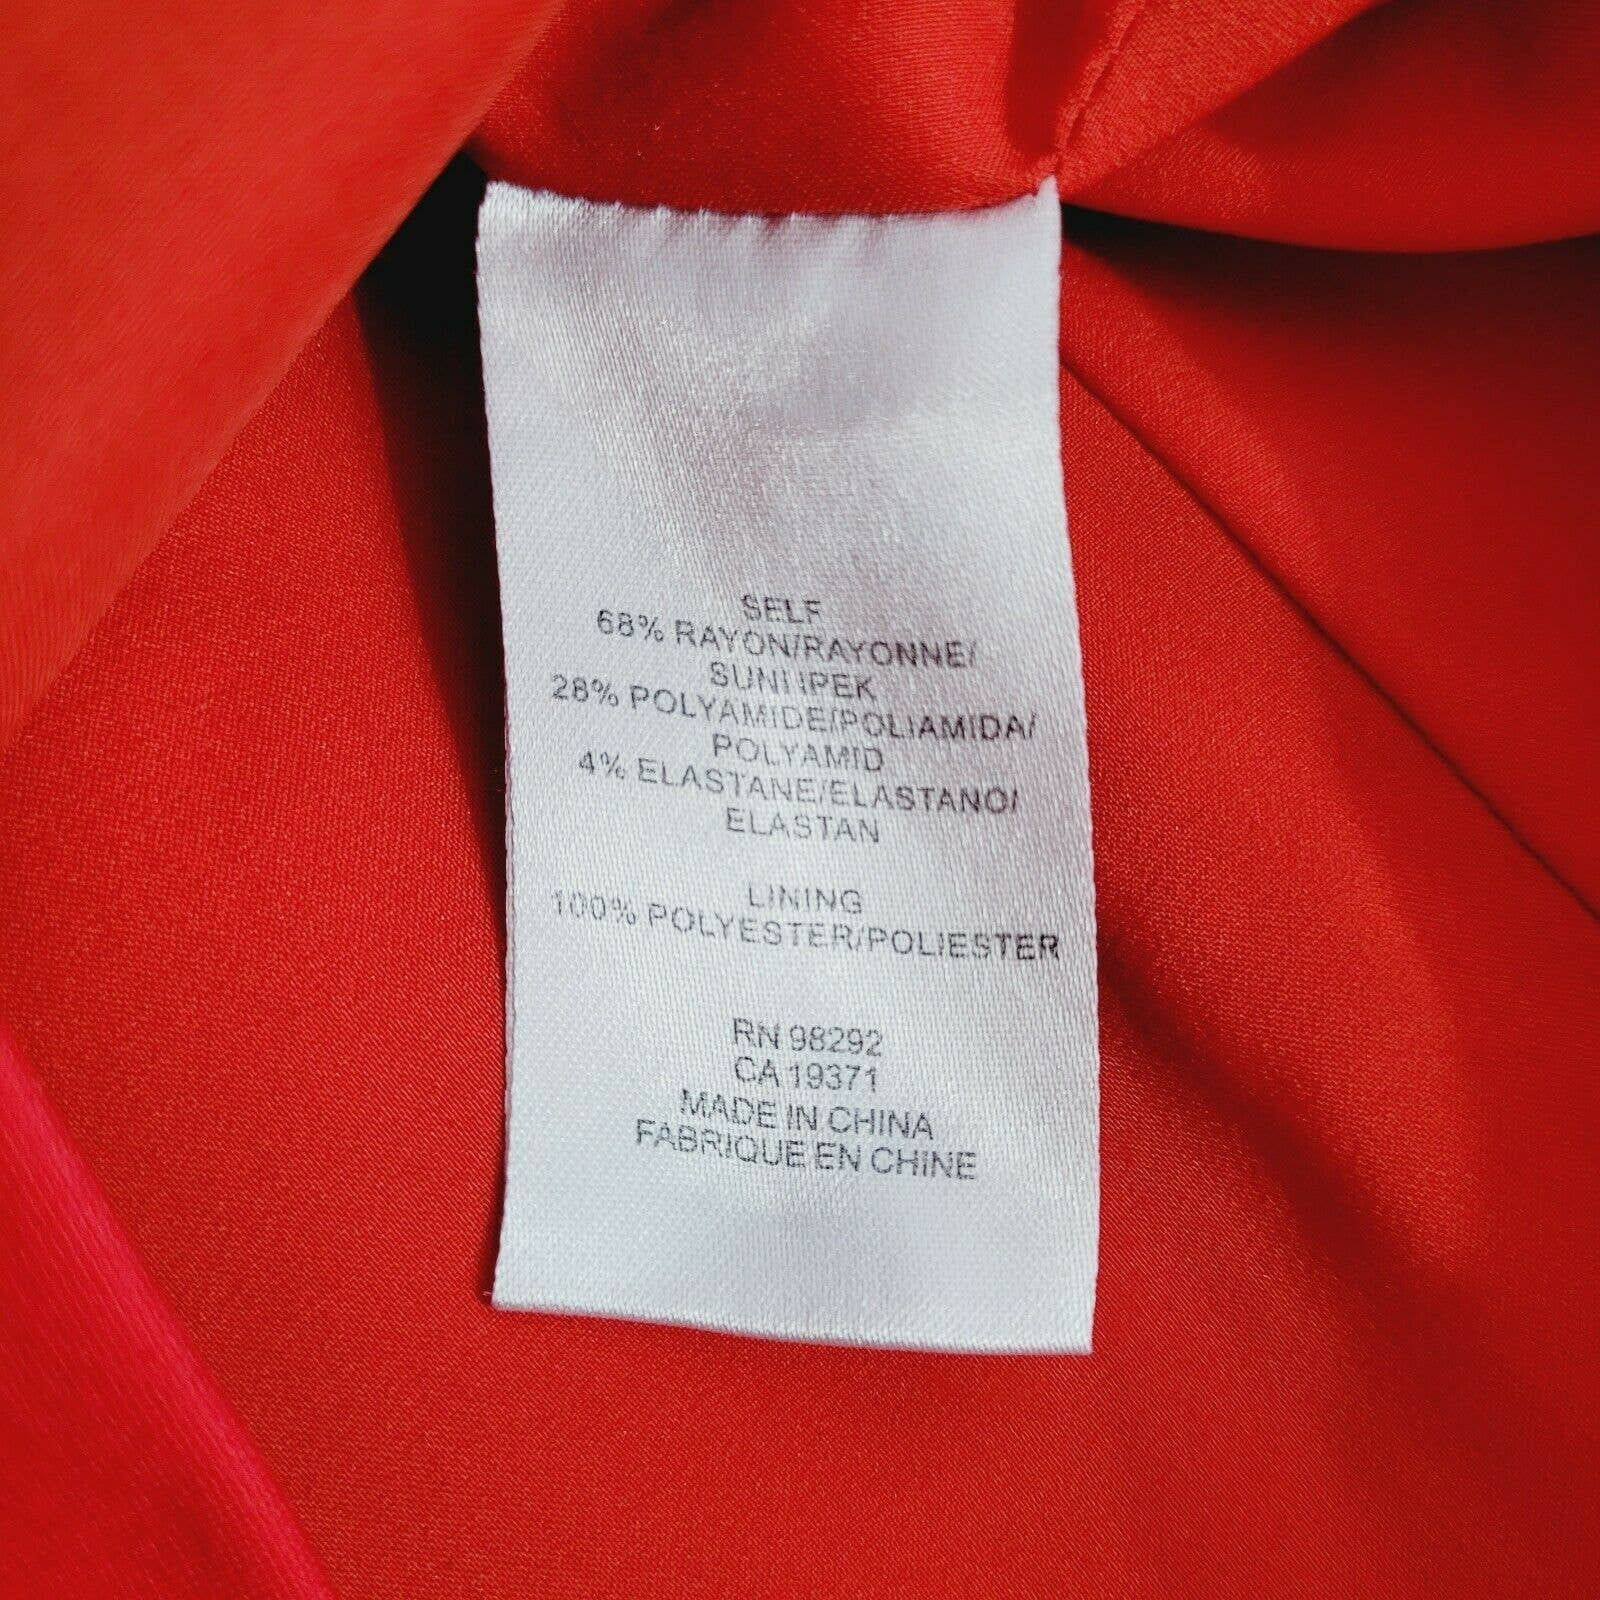 SELF
68% RAYON/RAYONNE/
SUNI IPEK
28% POLYAMIDE/POLIAMIDA/
POLYAMID
4% ELASTANE/ELASTANO/
ELASTAN
LINING
100% POLYESTER/POLIESTER
RN 98292
CA 19371
MADE IN CHINA
FABRIQUE EN CHINE